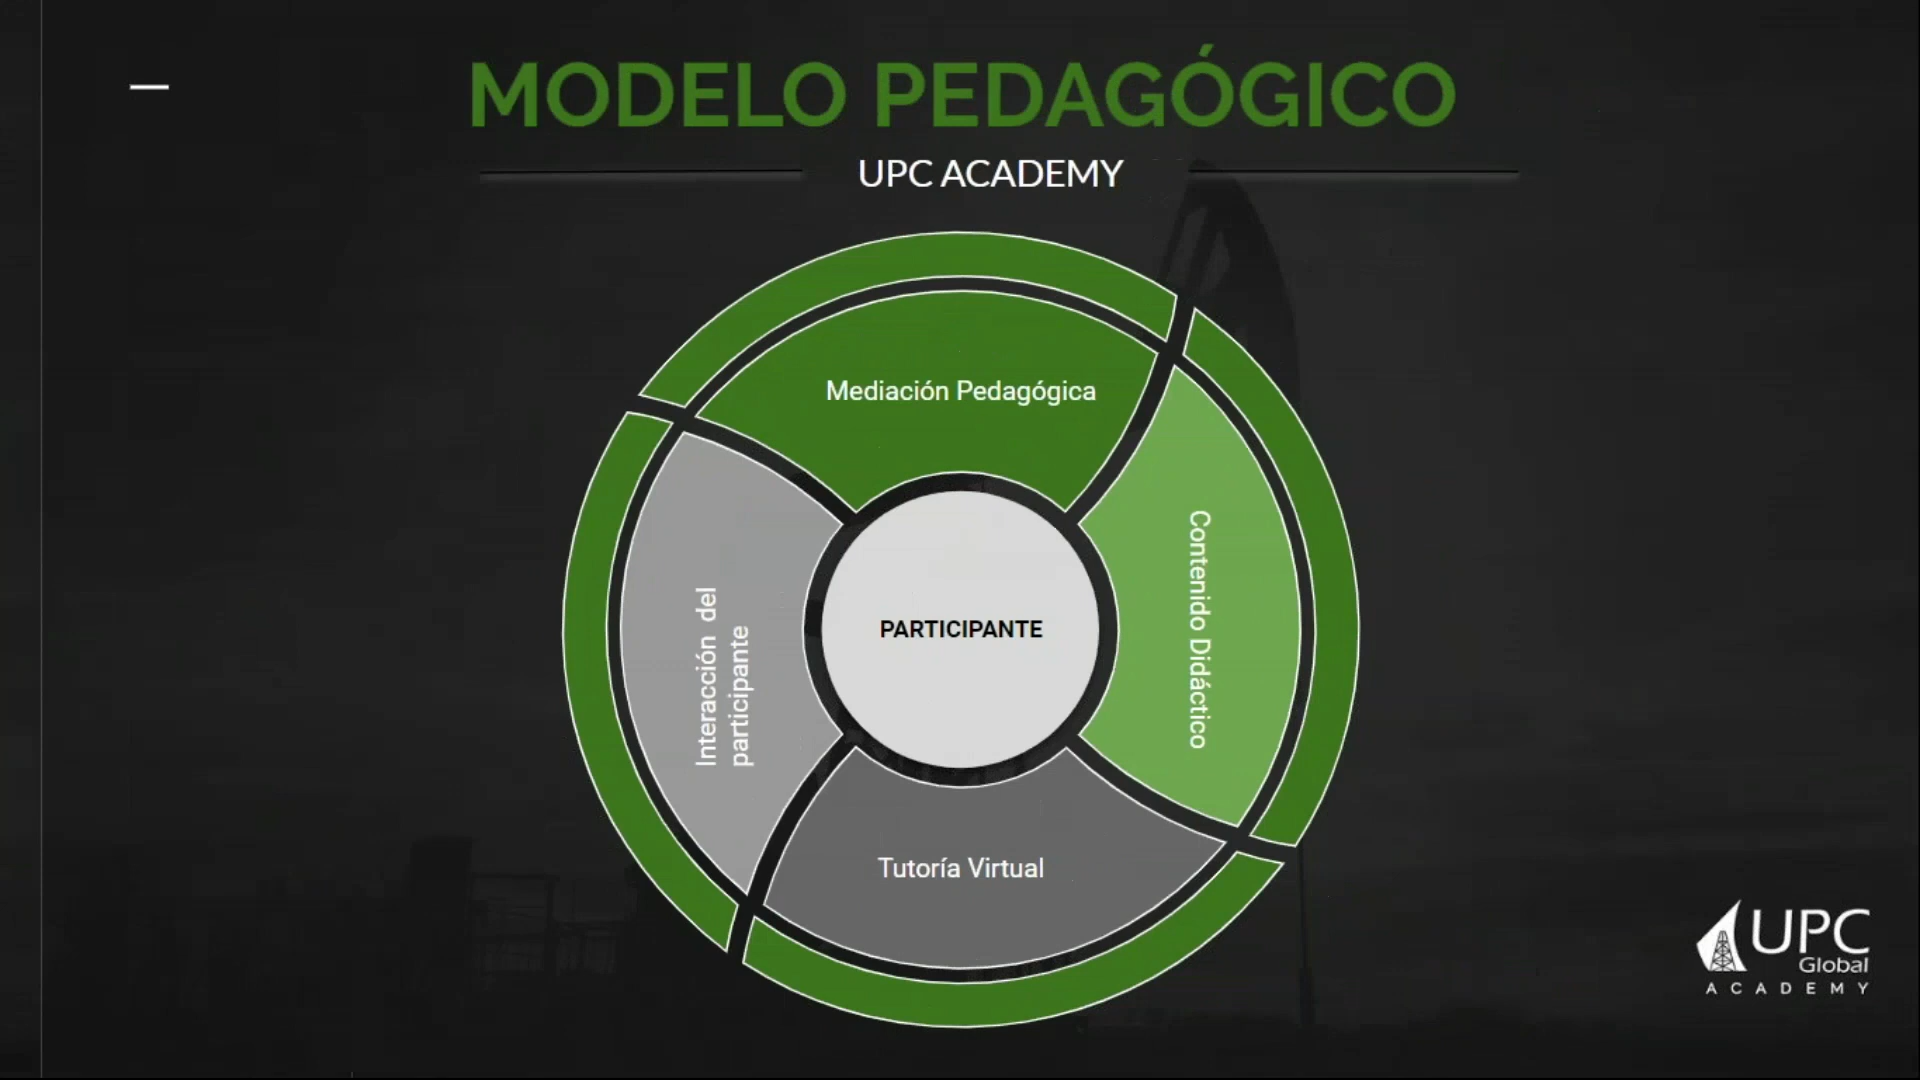 MODELO PEDAGÓGICO
UPC ACADEMY
Mediación Pedagógica
Contenido Didáctico
Interacción del
participante
PARTICIPANTE
Tutoría Virtual
UPC
Global
ACADEMY